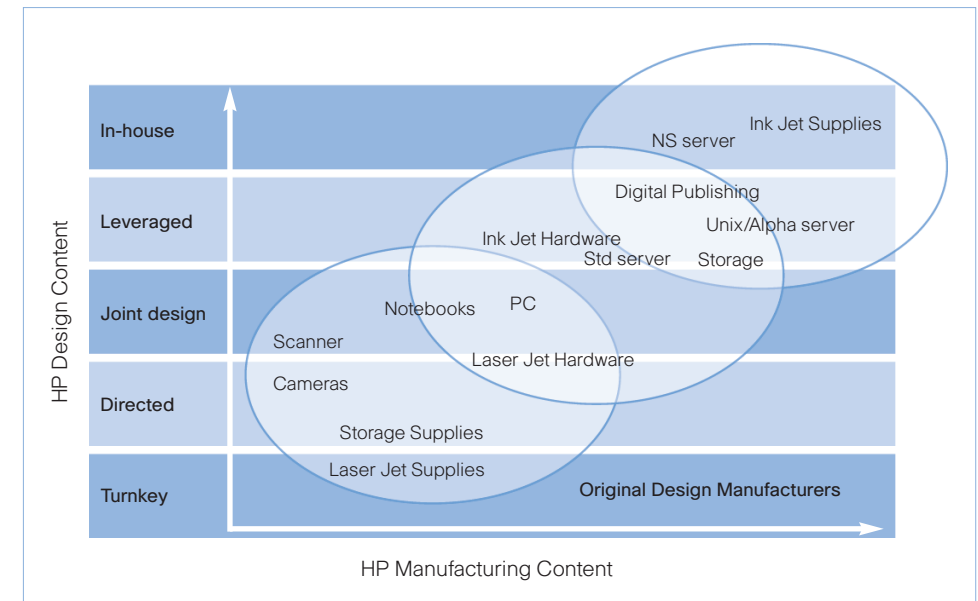 HP Design Content
In-house
Ink Jet Supplies
NS server
Leveraged
Digital Publishing
Unix/Alpha server
Ink Jet Hardware
Std server
Storage
Joint design
Notebooks
PC
Scanner
Laser Jet Hardware
Directed
Cameras
Storage Supplies
Laser Jet Supplies
Turnkey
Original Design Manufacturers
HP Manufacturing Content